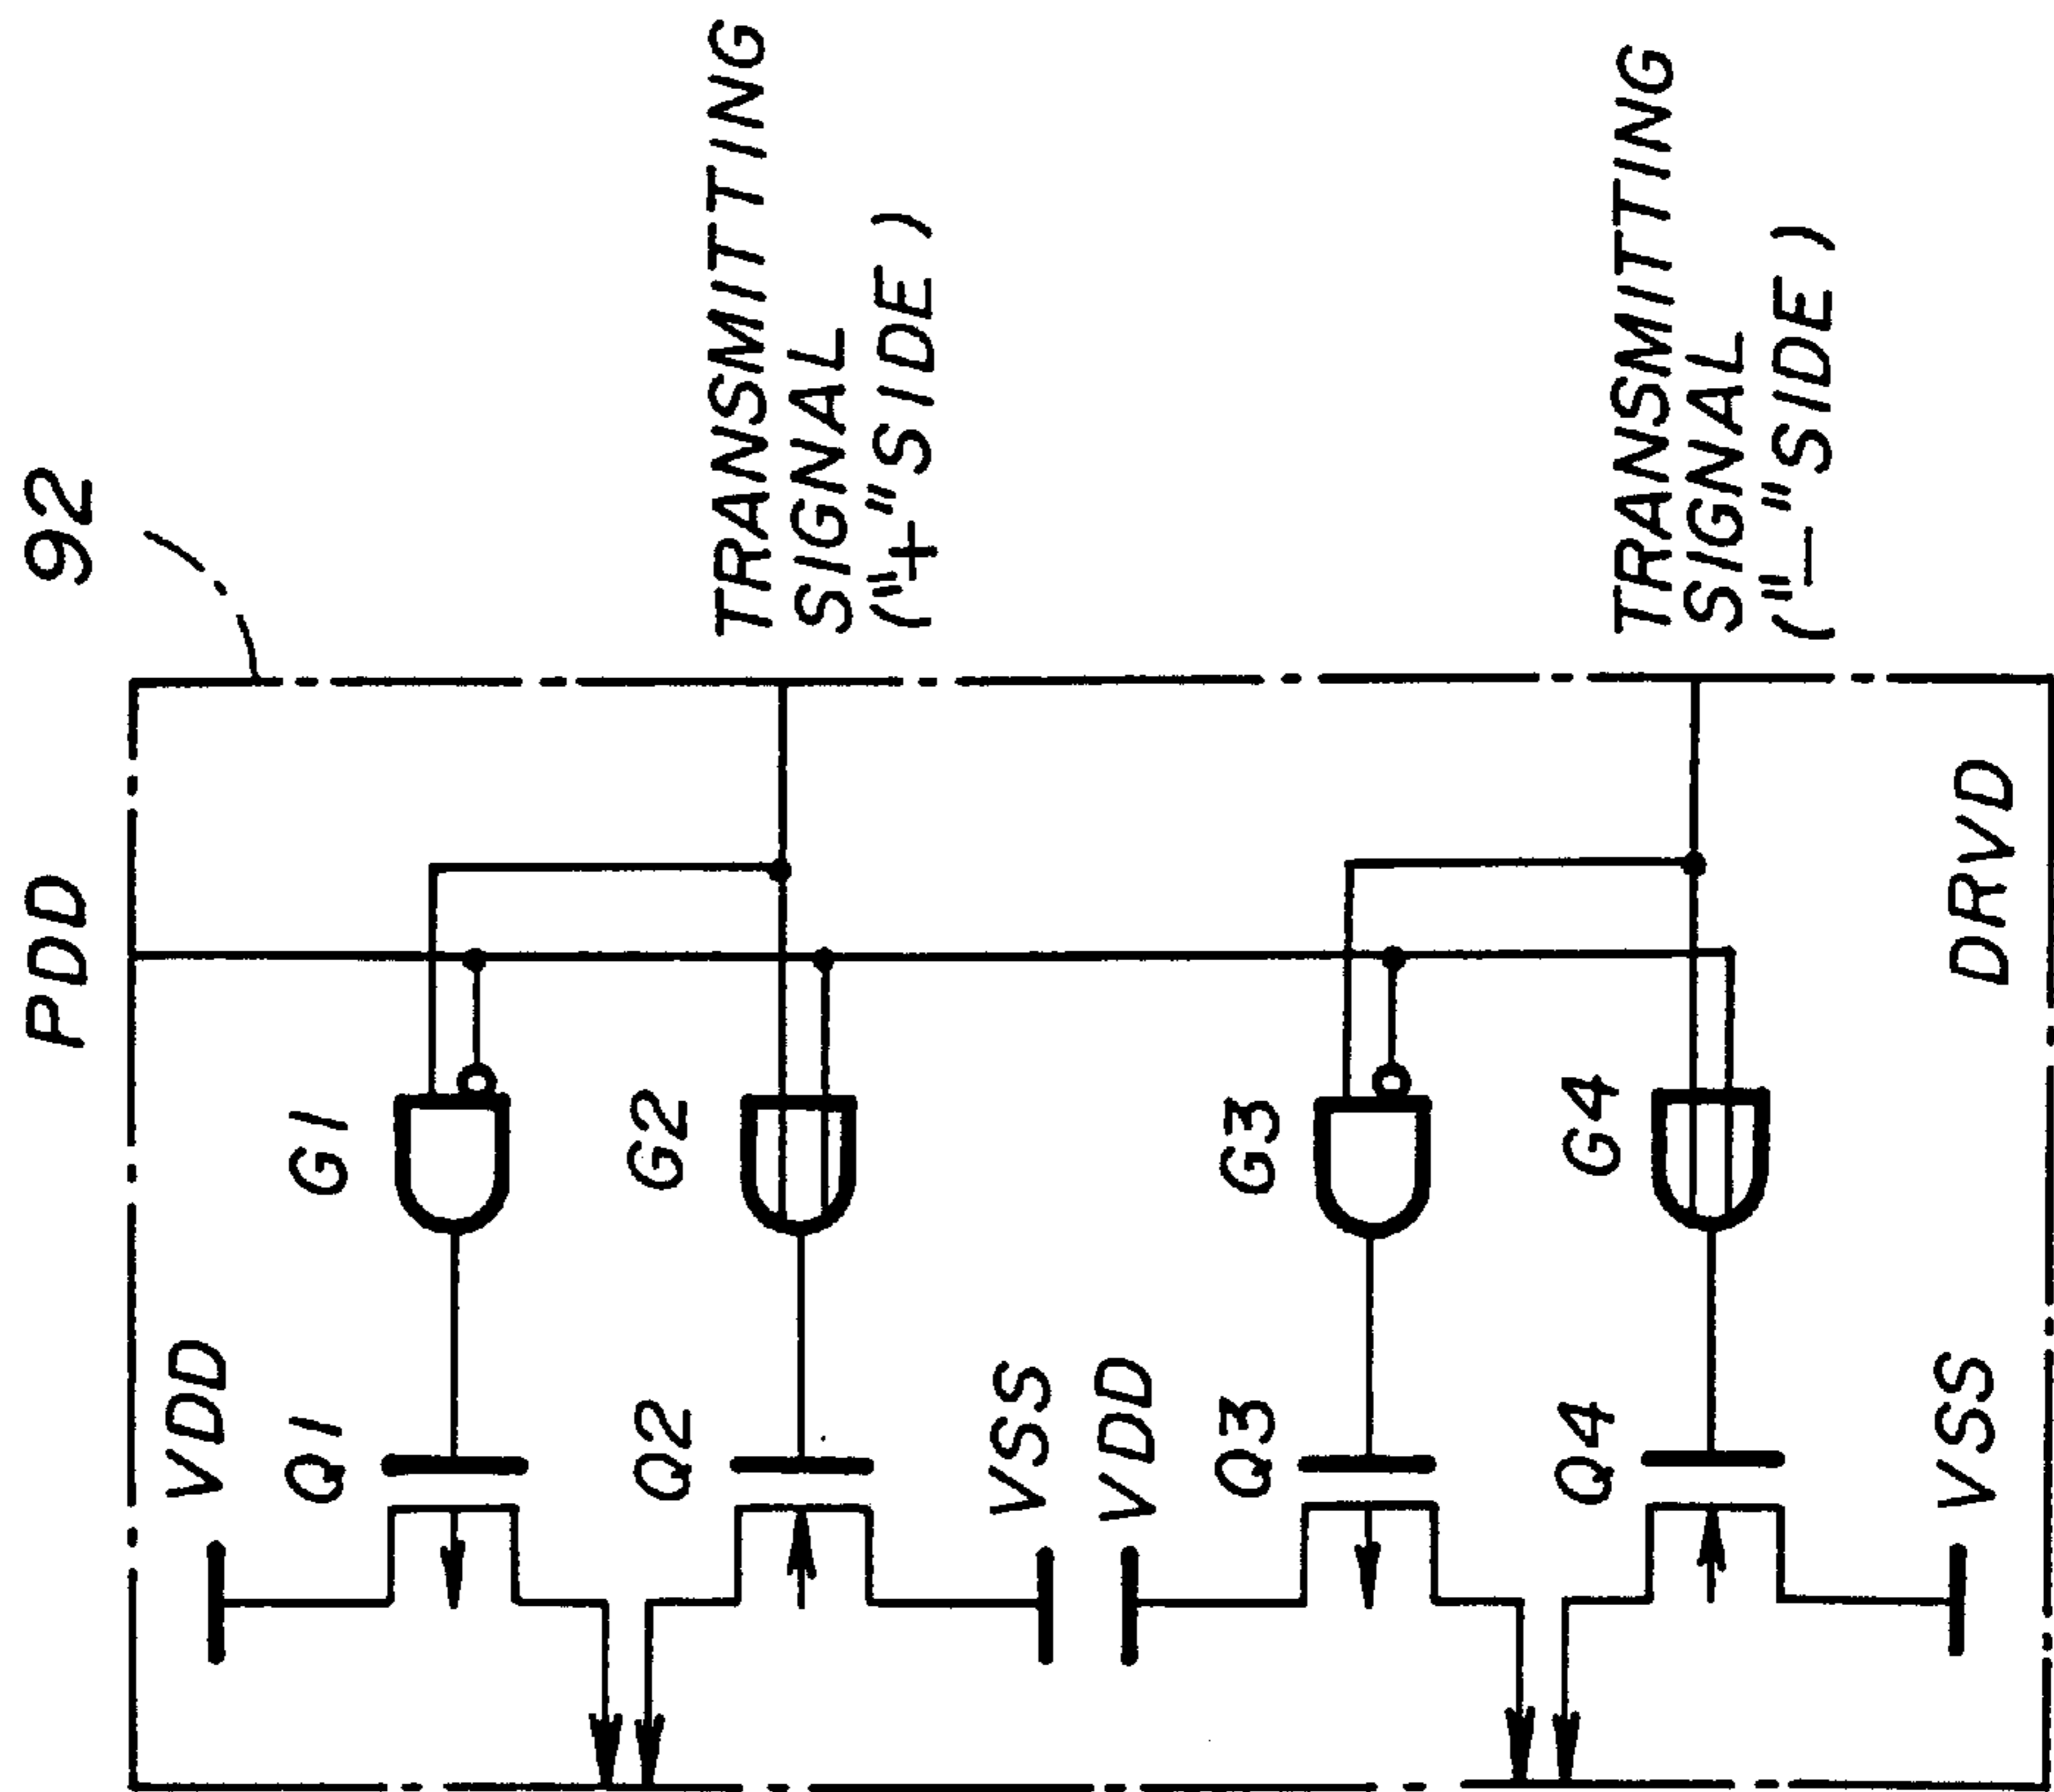 92
PDD
VDD
Q1
G1
TRANSMITTING
SIGNAL
("+"SIDE)
Q2
G2
VSS
VDD
Q3
G3
TRANSMITTING
SIGNAL
("—"SIDE)
Q4
G4
VSS
DRVD